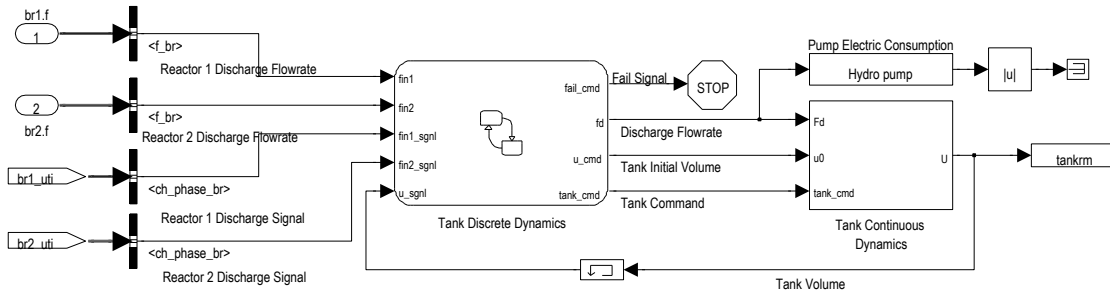 br1.f
1
<f_br>
Reactor 1 Discharge Flowrate
2
br2.f
<f_br>
Reactor 2 Discharge Flowrate
br1_uti
<ch_phase_br>
Reactor 1 Discharge Signal
br2_uti
<ch_phase_br>
Reactor 2 Discharge Signal
fin1
fin2
fin1_sgnl
fin2_sgnl
u_sgnl
fail_cmd
fd
u_cmd
tank_cmd
Tank Discrete Dynamics
Fail Signal
STOP
Discharge Flowrate
Tank Initial Volume
Tank Command
Pump Electric Consumption
Hydro pump
|u|
Fd
u0
tank_cmd
U
Tank Continuous
Dynamics
tankrm
Tank Volume